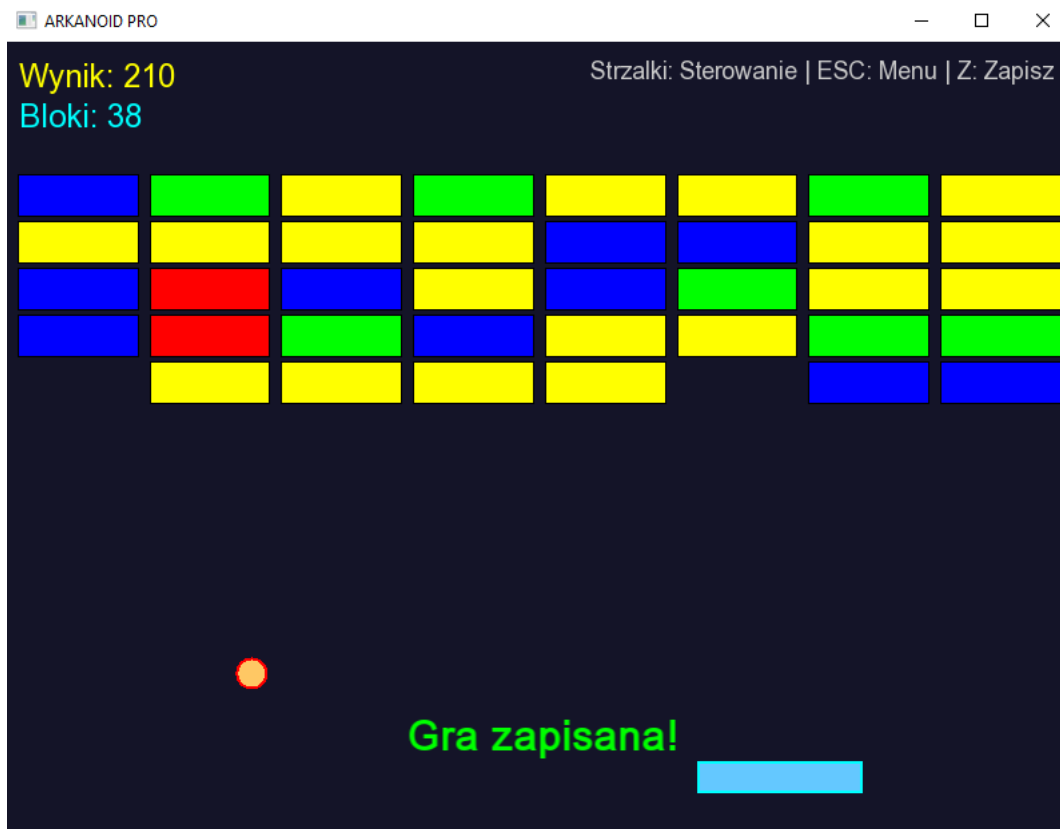 ARKANOID PRO
Wynik: 210
Strzalki: Sterowanie | ESC: Menu | Z: Zapisz
Bloki: 38
Gra zapisana!